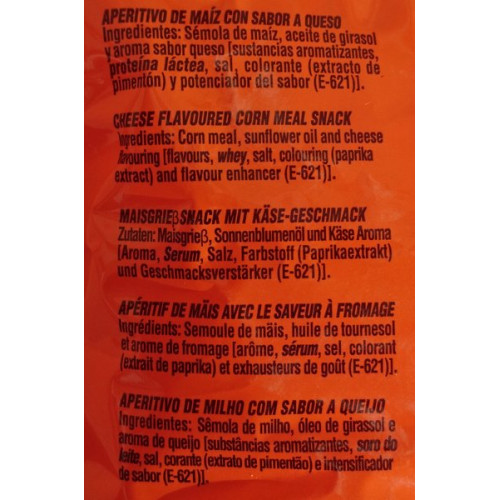 APERITIVO DE MAÍZ CON SABOR A QUESO
Ingredientes: Sémola de maíz, aceite de girasol
y aroma sabor queso [sustancias aromatizantes,
proteína láctea, sal, colorante (extracto de
pimentón) y potenciador del sabor (E-621)].
CHEESE FLAVOURED CORN MEAL SNACK
Ingredients: Corn meal, sunflower oil and cheese
flavouring [flavours, whey, salt, colouring (paprika
extract) and flavour enhancer (E-621)].
MAISGRIEβSNACK MIT KÄSE-GESCHMACK
Zutaten: Maisgrieβ, Sonnenblumenöl und Käse Aroma
[Aroma, Serum, Salz, Farbstoff (Paprikaextrakt)
und Geschmacksverstärker (E-621)].
APÉRITIF DE MÄIS AVEC LE SAVEUR À FROMAGE
Ingrédients: Semoule de mäis, huile de tournesol
et arome de fromage [arôme, sérum, sel, colorant
(extrait de paprika) et exhausteurs de goût (E-621)].
APERITIVO DE MILHO COM SABOR A QUEIJO
Ingredientes: Sêmola de milho, óleo de girassol e
aroma de queijo [substâncias aromatizantes, soro do
leite, sal, corante (extrato de pimentão) e intensificador
de sabor (E-621)].